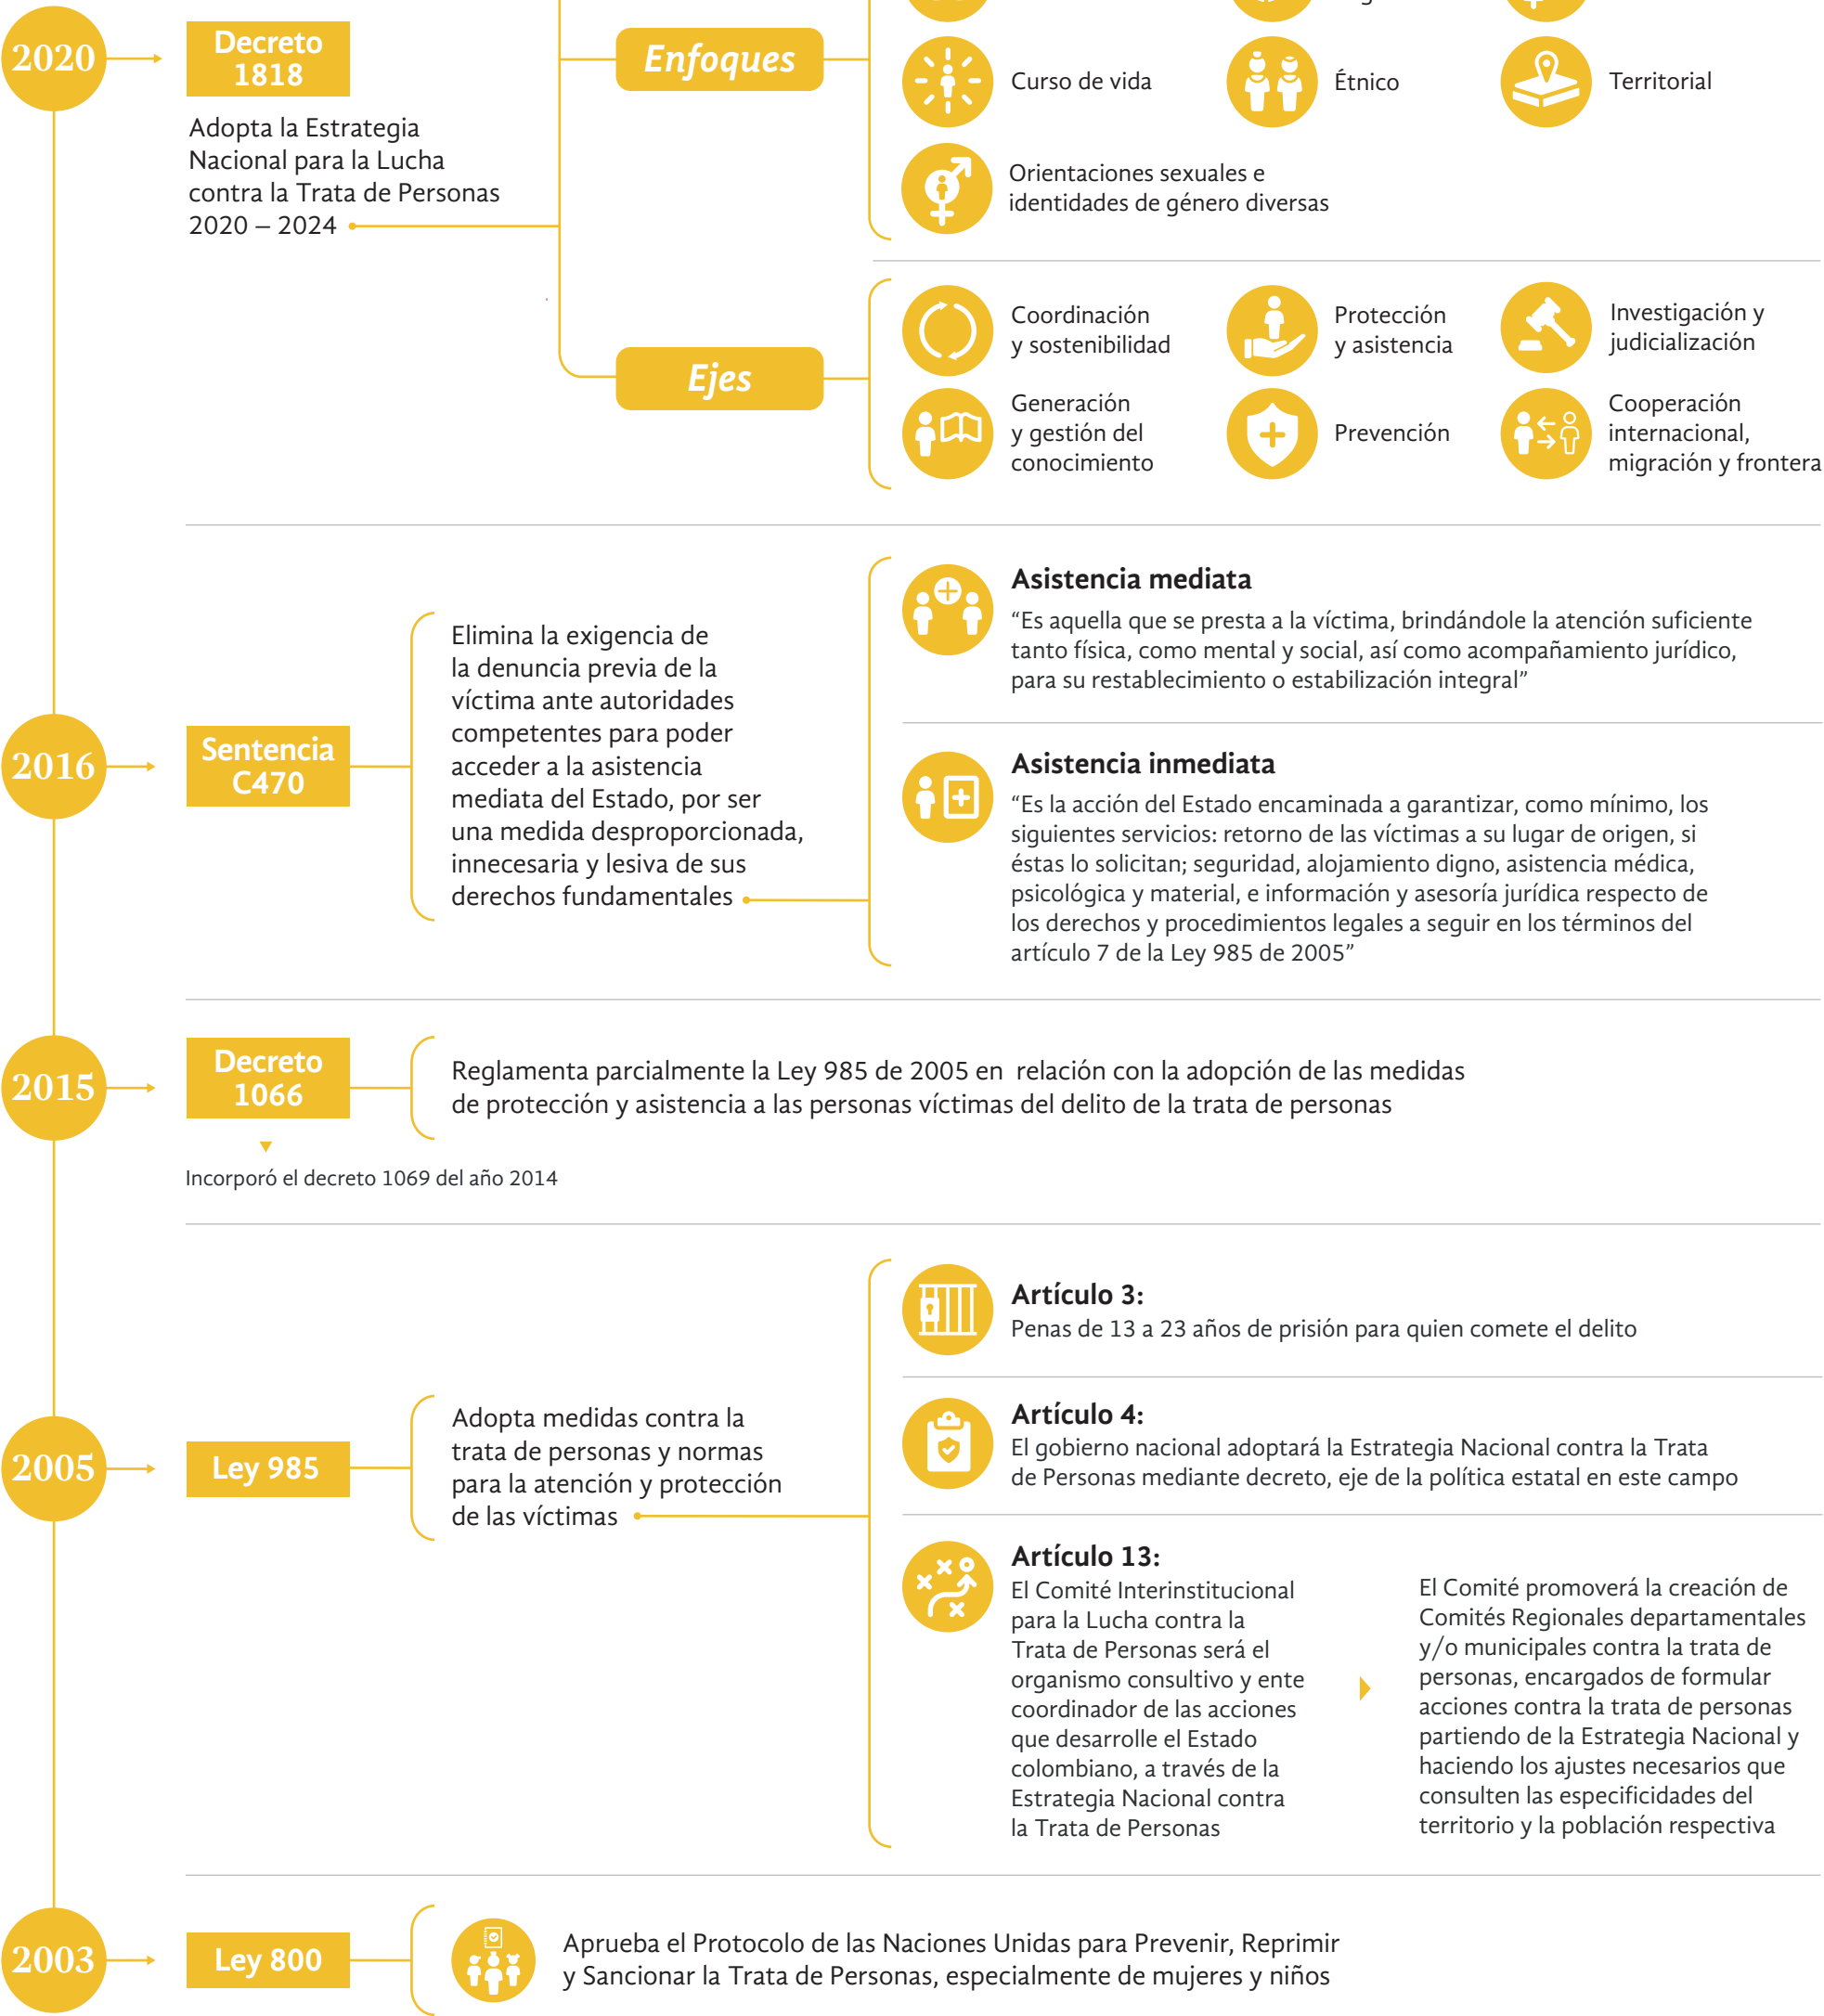 2020
Decreto
1818
Adopta la Estrategia
Nacional para la Lucha
contra la Trata de Personas
2020 – 2024
Enfoques
Curso de vida
Étnico
Territorial
Orientaciones sexuales e
identidades de género diversas
Ejes
Coordinación
y sostenibilidad
Protección
y asistencia
Investigación y
judicialización
Generación
y gestión del
conocimiento
Prevención
Cooperación
internacional,
migración y frontera
2016
Sentencia
C470
Elimina la exigencia de
la denuncia previa de la
víctima ante autoridades
competentes para poder
acceder a la asistencia
mediata del Estado, por ser
una medida desproporcionada,
innecesaria y lesiva de sus
derechos fundamentales
Asistencia mediata
“Es aquella que se presta a la víctima, brindándole la atención suficiente
tanto física, como mental y social, así como acompañamiento jurídico,
para su restablecimiento o estabilización integral”
Asistencia inmediata
“Es la acción del Estado encaminada a garantizar, como mínimo, los
siguientes servicios: retorno de las víctimas a su lugar de origen, si
éstas lo solicitan; seguridad, alojamiento digno, asistencia médica,
psicológica y material, e información y asesoría jurídica respecto de
los derechos y procedimientos legales a seguir en los términos del
artículo 7 de la Ley 985 de 2005”
2015
Decreto
1066
Reglamenta parcialmente la Ley 985 de 2005 en relación con la adopción de las medidas
de protección y asistencia a las personas víctimas del delito de la trata de personas
Incorporó el decreto 1069 del año 2014
2005
Ley 985
Adopta medidas contra la
trata de personas y normas
para la atención y protección
de las víctimas
Artículo 3:
Penas de 13 a 23 años de prisión para quien comete el delito
Artículo 4:
El gobierno nacional adoptará la Estrategia Nacional contra la Trata
de Personas mediante decreto, eje de la política estatal en este campo
Artículo 13:
El Comité Interinstitucional
para la Lucha contra la
Trata de Personas será el
organismo consultivo y ente
coordinador de las acciones
que desarrolle el Estado
colombiano, a través de la
Estrategia Nacional contra
la Trata de Personas
El Comité promoverá la creación de
Comités Regionales departamentales
y/o municipales contra la trata de
personas, encargados de formular
acciones contra la trata de personas
partiendo de la Estrategia Nacional y
haciendo los ajustes necesarios que
consulten las especificidades del
territorio y la población respectiva
2003
Ley 800
Aprueba el Protocolo de las Naciones Unidas para Prevenir, Reprimir
y Sancionar la Trata de Personas, especialmente de mujeres y niños